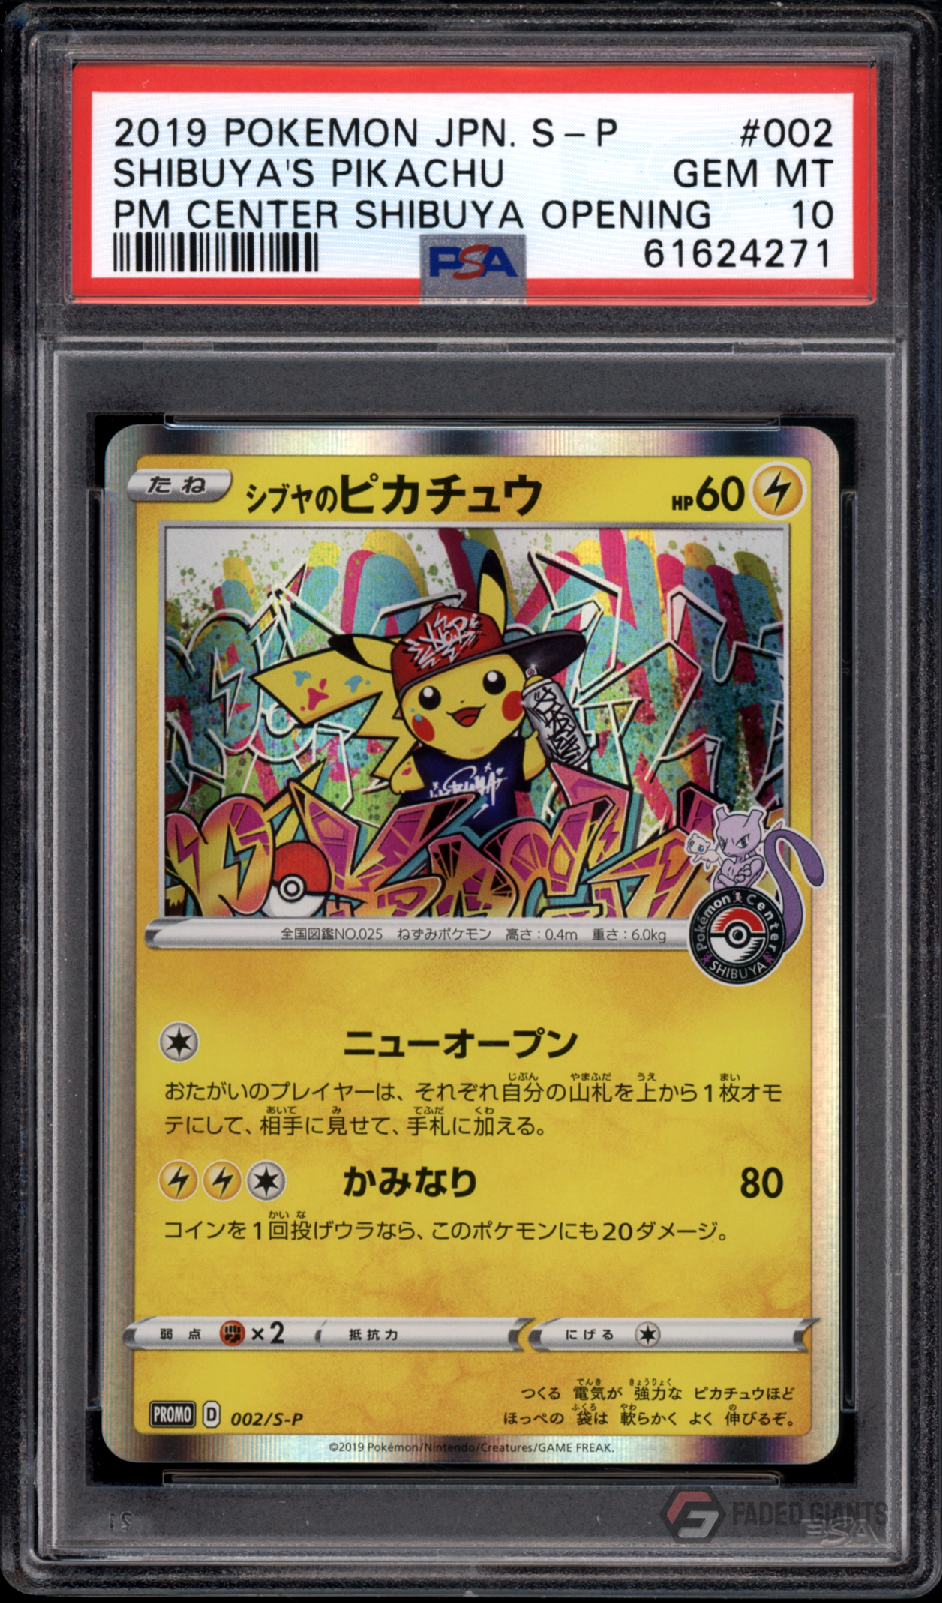 2019 POKEMON JPN. S-P #002
SHIBUYA'S PIKACHU GEM MT
PM CENTER SHIBUYA OPENING 10
PSA 61624271
たね シブヤのピカチュウ HP60
Pokémon Center
SHIBUYA
全国図鑑NO.025 ねずみポケモン 高さ:0.4m 重さ:6.0kg
ニューオープン
おたがいのプレイヤーは、それぞれ自分の山札を上から1枚オモ
テにして、相手に見せて、手札に加える。
かみなり 80
コインを1回投げウラなら、このポケモンにも20ダメージ。
弱点 ×2 抵抗力 にげる
つくる 電気が 強力な ピカチュウほど
ほっぺの 袋は 軟らかく よく 伸びるぞ。
PROMO D 002/S-P
©2019 Pokémon/Nintendo/Creatures/GAME FREAK.
FADED GIANTS
PSA